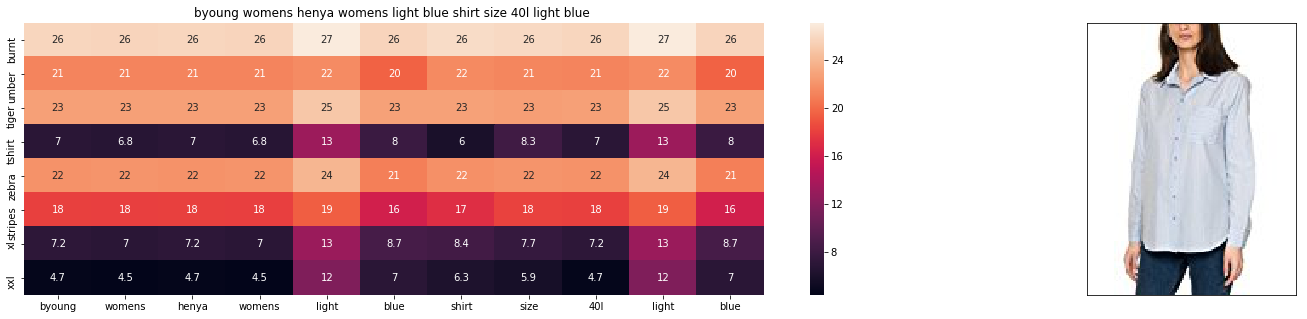 byoung womens henya womens light blue shirt size 40l light blue
burnt 26 26 26 26 27 26 26 26 26 27 26
umber 21 21 21 21 22 20 22 21 21 22 20
tiger 23 23 23 23 25 23 23 23 23 25 23
tshirt 7 6.8 7 6.8 13 8 6 8.3 7 13 8
zebra 22 22 22 22 24 21 22 22 22 24 21
stripes 18 18 18 18 19 16 17 18 18 19 16
xl 7.2 7 7.2 7 13 8.7 8.4 7.7 7.2 13 8.7
xxl 4.7 4.5 4.7 4.5 12 7 6.3 5.9 4.7 12 7
byoung womens henya womens light blue shirt size 40l light blue
24
20
16
12
8